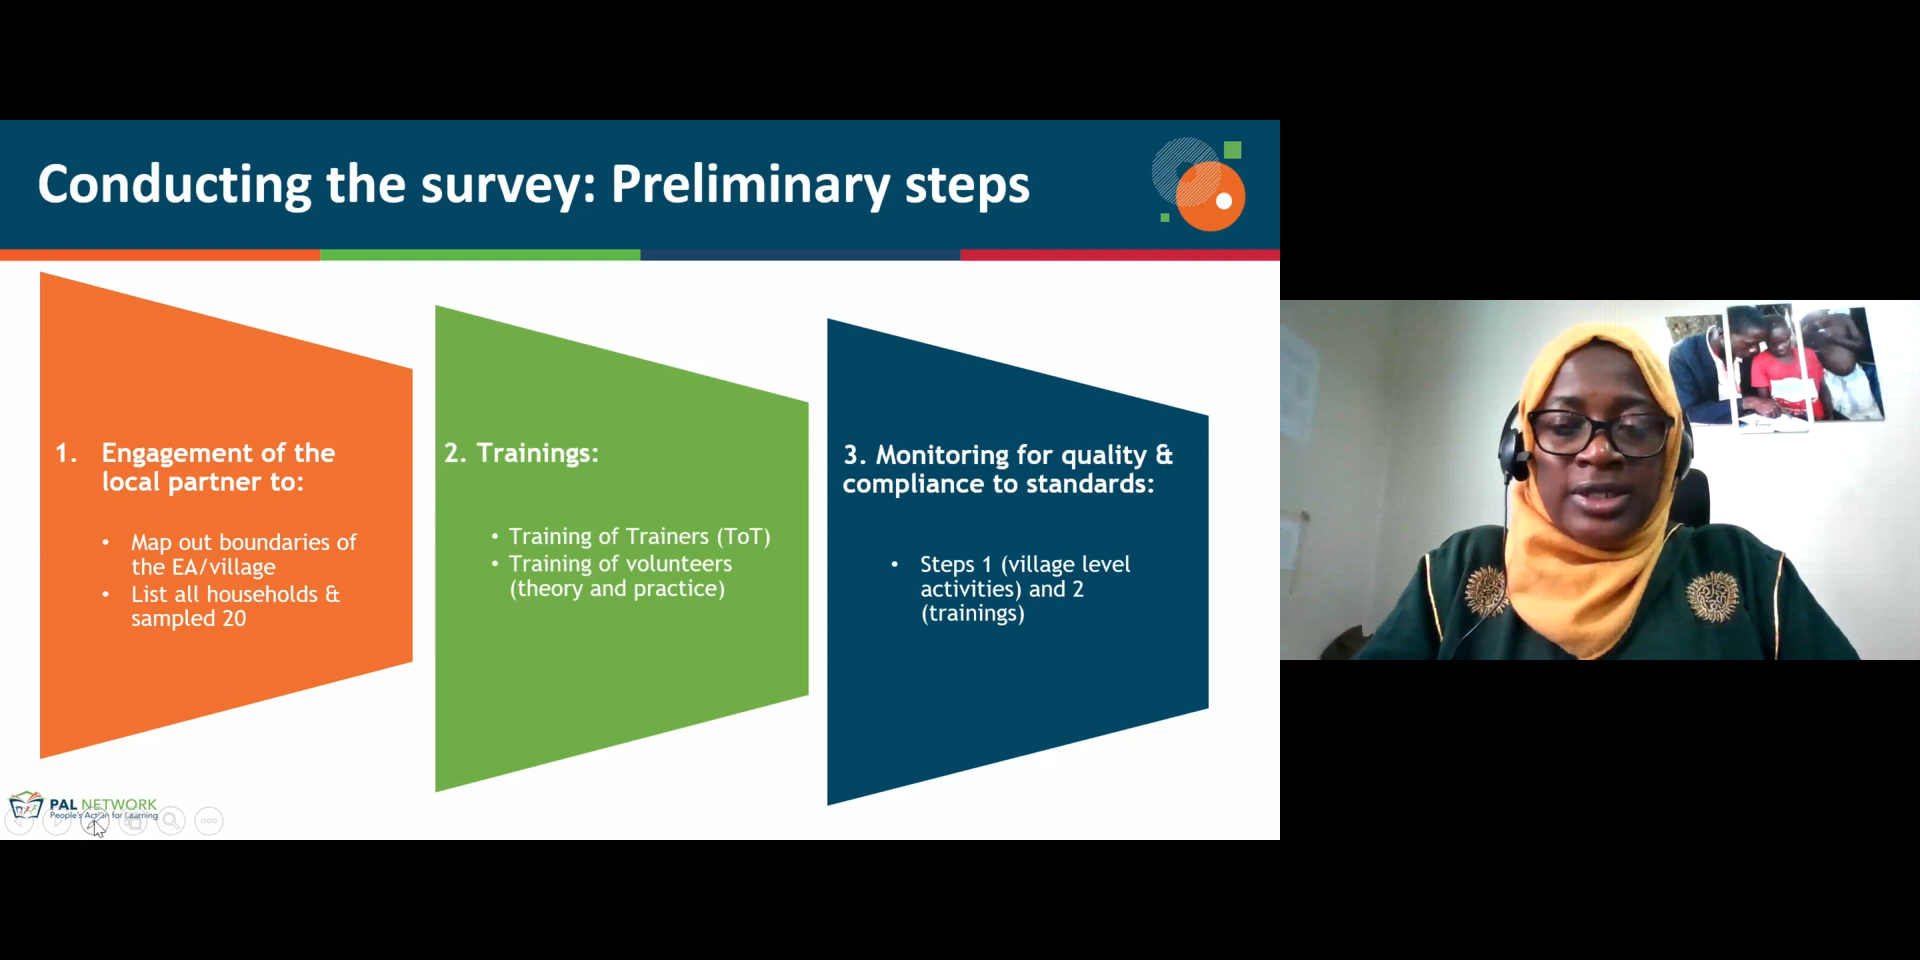 Conducting the survey: Preliminary steps
1. Engagement of the
local partner to:
• Map out boundaries of
the EA/village
• List all households &
sampled 20
2. Trainings:
• Training of Trainers (ToT)
• Training of volunteers
(theory and practice)
3. Monitoring for quality &
compliance to standards:
• Steps 1 (village level
activities) and 2
(trainings)
PAL NETWORK
People's Action for Learning